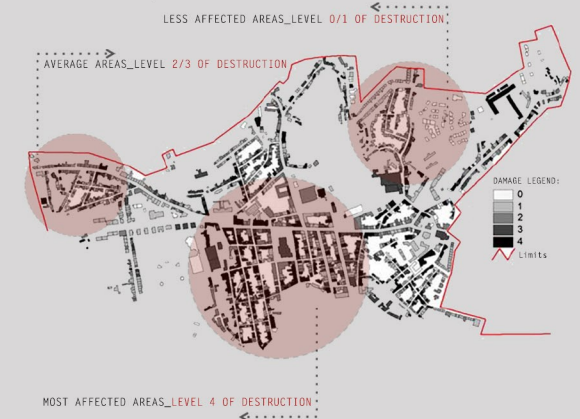 LESS AFFECTED AREAS_LEVEL 0/1 OF DESTRUCTION
AVERAGE AREAS_LEVEL 2/3 OF DESTRUCTION
DAMAGE LEGEND:
0
1
2
3
4
Limits
MOST AFFECTED AREAS_LEVEL 4 OF DESTRUCTION